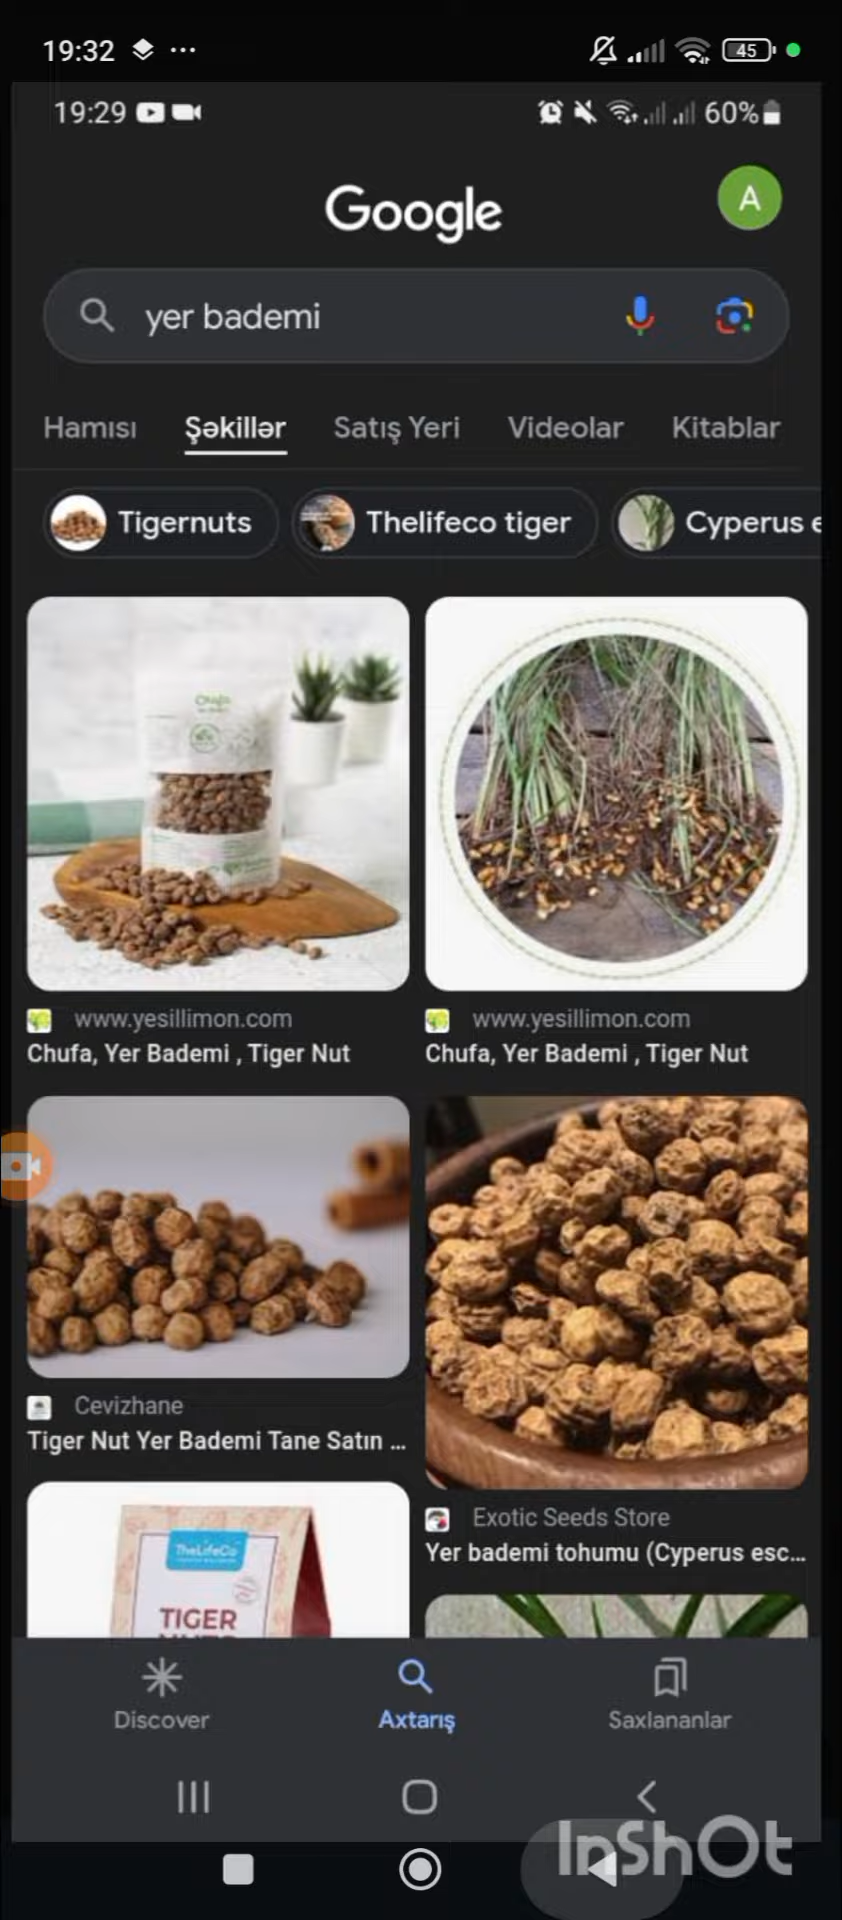 19:32
45
19:29
60%
Google
A
yer bademi
Hamısı Şəkillər Satış Yeri Videolar Kitablar
Tigernuts Thelifeco tiger Cyperus e
Chufa
www.yesillimon.com
Chufa, Yer Bademi , Tiger Nut
www.yesillimon.com
Chufa, Yer Bademi , Tiger Nut
Cevizhane
Tiger Nut Yer Bademi Tane Satın ...
Exotic Seeds Store
Yer bademi tohumu (Cyperus esc...
TheLifeCo
TIGER
NUTS
Discover Axtarış Saxlananlar
InShOt